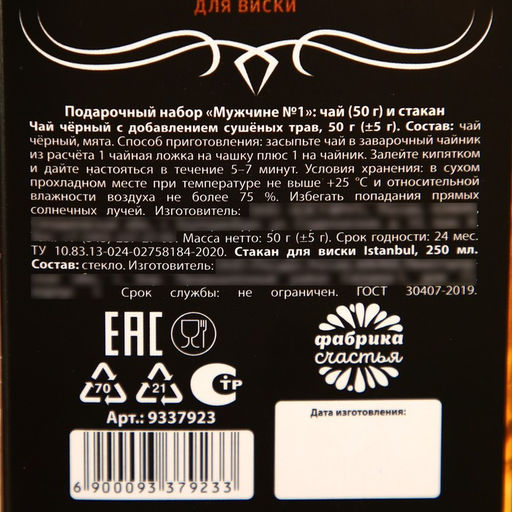 ДЛЯ ВИСКИ
Подарочный набор «Мужчине №1»: чай (50 г) и стакан
Чай чёрный с добавлением сушёных трав, 50 г (±5 г). Состав: чай
чёрный, мята. Способ приготовления: засыпьте чай в заварочный чайник
из расчёта 1 чайная ложка на чашку плюс 1 на чайник. Залейте кипятком
и дайте настояться в течение 5–7 минут. Условия хранения: в сухом
прохладном месте при температуре не выше +25 °C и относительной
влажности воздуха не более 75 %. Избегать попадания прямых
солнечных лучей. Изготовитель:
Масса нетто: 50 г (±5 г). Срок годности: 24 мес.
ТУ 10.83.13-024-02758184-2020. Стакан для виски Istanbul, 250 мл.
Состав: стекло. Изготовитель:
Срок службы: не ограничен. ГОСТ 30407-2019.
ЕАС
фабрика
счастья
70
21
СТР
Арт.: 9337923
Дата изготовления:
6 900093 379233